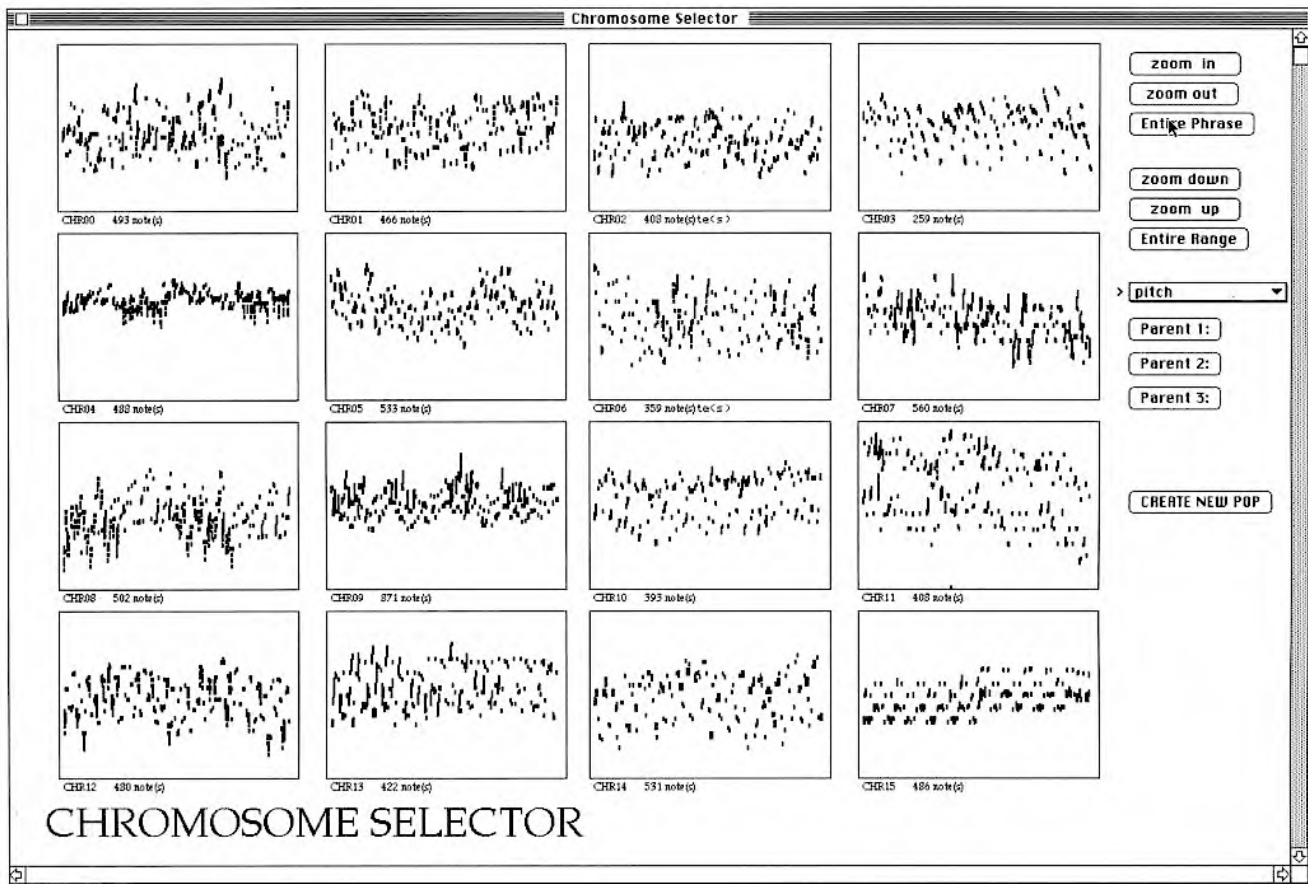 Chromosome Selector
zoom in
zoom out
Entire Phrase
CHR00 493 note(s)
CHR01 466 note(s)
CHR02 408 note(s)te(s)
CHR03 259 note(s)
zoom down
zoom up
Entire Range
> pitch
Parent 1:
Parent 2:
Parent 3:
CHR04 488 note(s)
CHR05 533 note(s)
CHR06 359 note(s)te(s)
CHR07 560 note(s)
CREATE NEW POP
CHR08 502 note(s)
CHR09 871 note(s)
CHR10 393 note(s)
CHR11 408 note(s)
CHR12 480 note(s)
CHR13 422 note(s)
CHR14 531 note(s)
CHR15 486 note(s)
CHROMOSOME SELECTOR